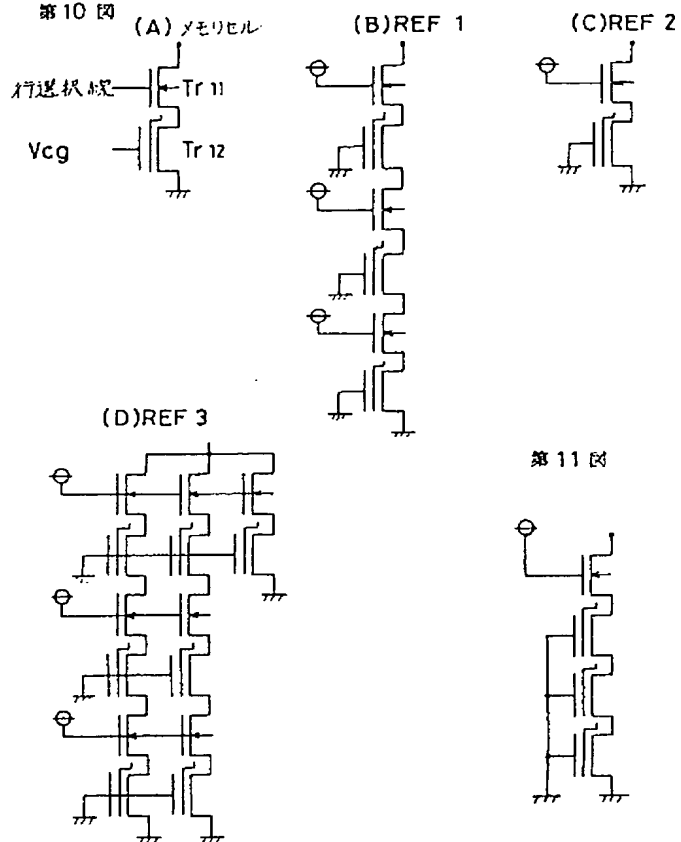 第10図
(A) メモリセル
(B) REF 1
(C) REF 2
行選択線
Tr 11
Vcg
Tr 12
(D) REF 3
第11図